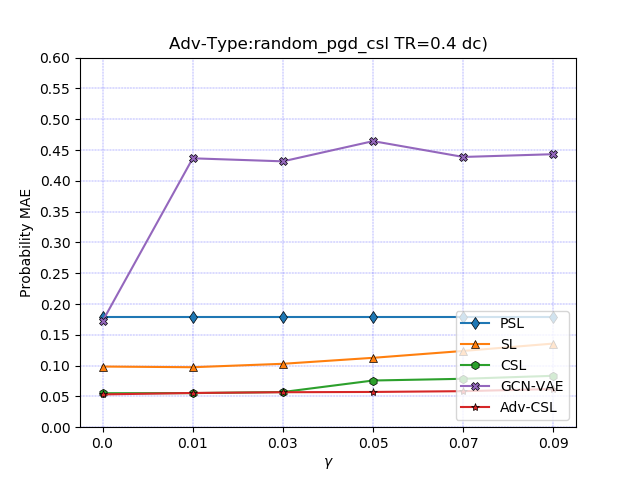 Adv-Type:random_pgd_csl TR=0.4 dc)
0.60
0.55
0.50
0.45
0.40
0.35
0.30
0.25
0.20
0.15
0.10
0.05
0.00
Probability MAE
PSL
SL
CSL
GCN-VAE
Adv-CSL
0.0 0.01 0.03 0.05 0.07 0.09
γ